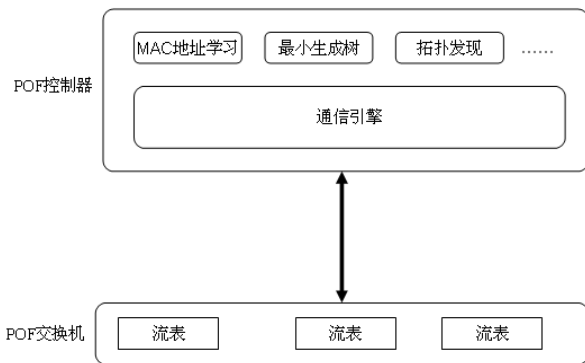 MAC地址学习
最小生成树
拓扑发现
……
POF控制器
通信引擎
POF交换机
流表
流表
流表